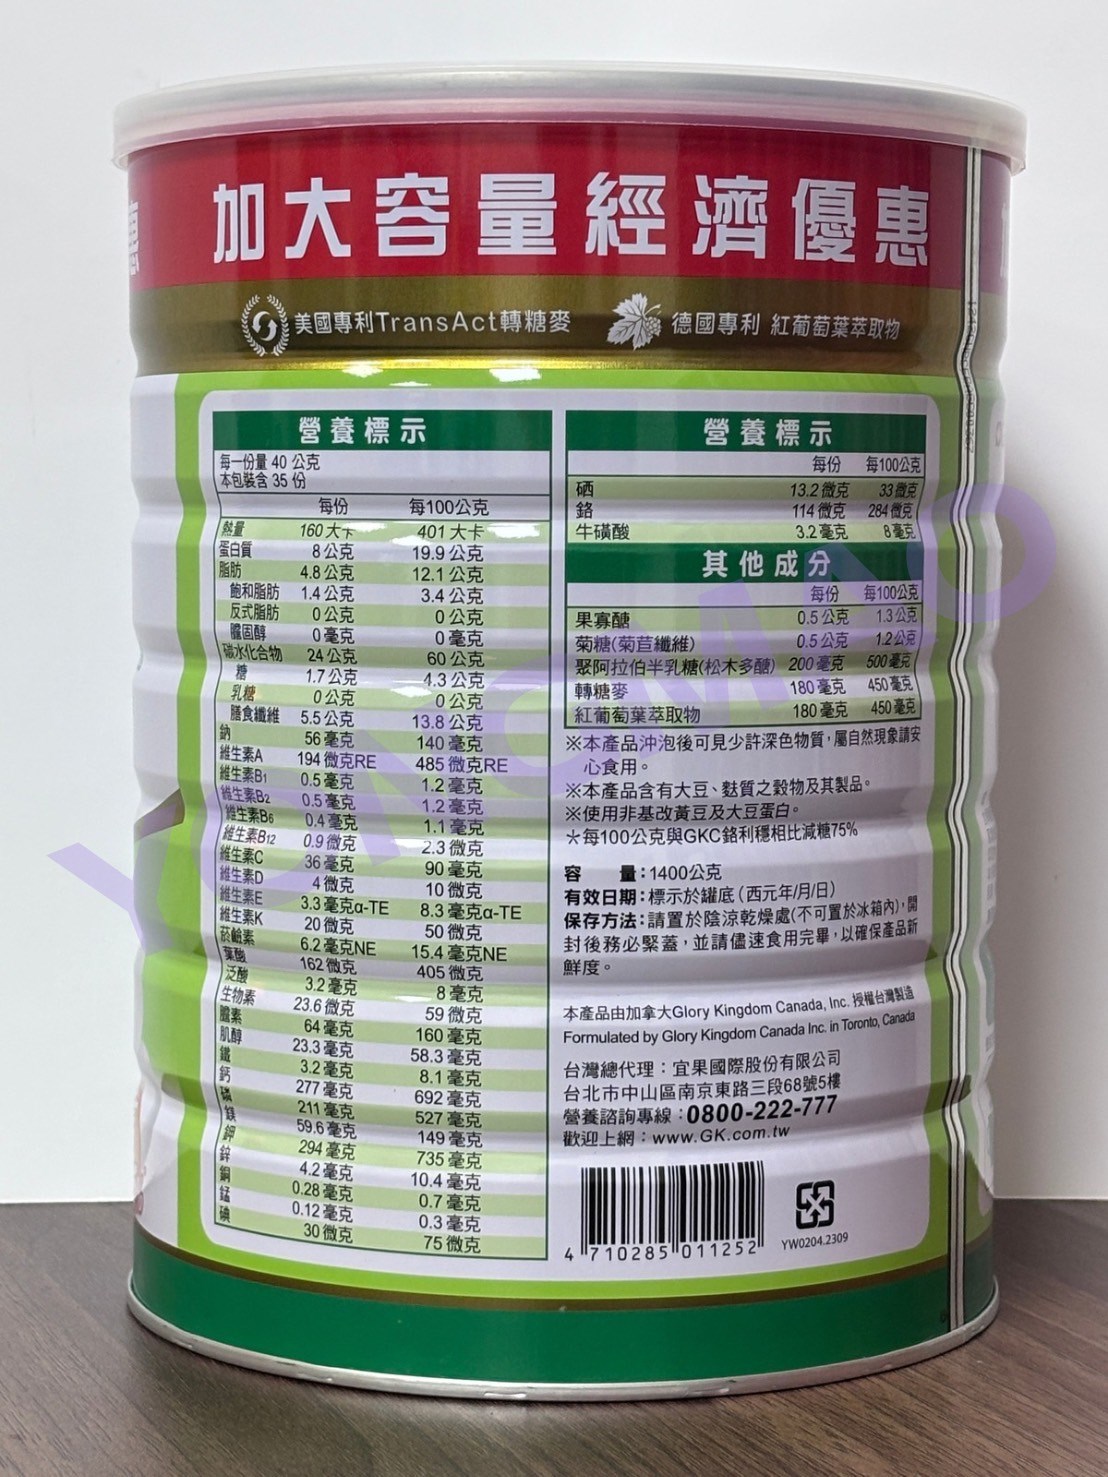 加大容量經濟優惠
美國專利TransAct轉糖麥
德國專利 紅葡萄葉萃取物
營養標示
每一份量 40 公克
本包裝含 35 份
每份 每100公克
熱量 160 大卡 401 大卡
蛋白質 8 公克 19.9 公克
脂肪 4.8 公克 12.1 公克
飽和脂肪 1.4 公克 3.4 公克
反式脂肪 0 公克 0 公克
膽固醇 0 毫克 0 毫克
碳水化合物 24 公克 60 公克
糖 1.7 公克 4.3 公克
乳糖 0 公克 0 公克
膳食纖維 5.5 公克 13.8 公克
鈉 56 毫克 140 毫克
維生素A 194 微克RE 485 微克RE
維生素B1 0.5 毫克 1.2 毫克
維生素B2 0.5 毫克 1.2 毫克
維生素B6 0.4 毫克 1.1 毫克
維生素B12 0.9 微克 2.3 微克
維生素C 36 毫克 90 毫克
維生素D 4 微克 10 微克
維生素E 3.3 毫克α-TE 8.3 毫克α-TE
維生素K 20 微克 50 微克
菸鹼素 6.2 毫克NE 15.4 毫克NE
葉酸 162 微克 405 微克
泛酸 3.2 毫克 8 毫克
生物素 23.6 微克 59 微克
膽素 64 毫克 160 毫克
肌醇 23.3 毫克 58.3 毫克
鐵 3.2 毫克 8.1 毫克
鈣 277 毫克 692 毫克
磷 211 毫克 527 毫克
鎂 59.6 毫克 149 毫克
鉀 294 毫克 735 毫克
鋅 4.2 毫克 10.4 毫克
銅 0.28 毫克 0.7 毫克
錳 0.12 毫克 0.3 毫克
碘 30 微克 75 微克
營養標示
每份 每100公克
硒 13.2 微克 33 微克
鉻 114 微克 284 微克
牛磺酸 3.2 毫克 8 毫克
其他成分
每份 每100公克
果寡醣 0.5 公克 1.3 公克
菊糖(菊苣纖維) 0.5 公克 1.2 公克
聚阿拉伯半乳糖(松木多醣) 200 毫克 500 毫克
轉糖麥 180 毫克 450 毫克
紅葡萄葉萃取物 180 毫克 450 毫克
※本產品沖泡後可見少許深色物質，屬自然現象請安
心食用。
※本產品含有大豆、麩質之穀物及其製品。
※使用非基改黃豆及大豆蛋白。
＊每100公克與GKC鉻利穩相比減糖75%
容 量：1400公克
有效日期：標示於罐底 (西元年/月/日)
保存方法：請置於陰涼乾燥處(不可置於冰箱內)，開
封後務必緊蓋，並請儘速食用完畢，以確保產品新
鮮度。
本產品由加拿大Glory Kingdom Canada, Inc. 授權台灣製造
Formulated by Glory Kingdom Canada Inc. in Toronto, Canada
台灣總代理：宜果國際股份有限公司
台北市中山區南京東路三段68號5樓
營養諮詢專線：0800-222-777
歡迎上網：www.GK.com.tw
4 710285 011252
YW0204.2309